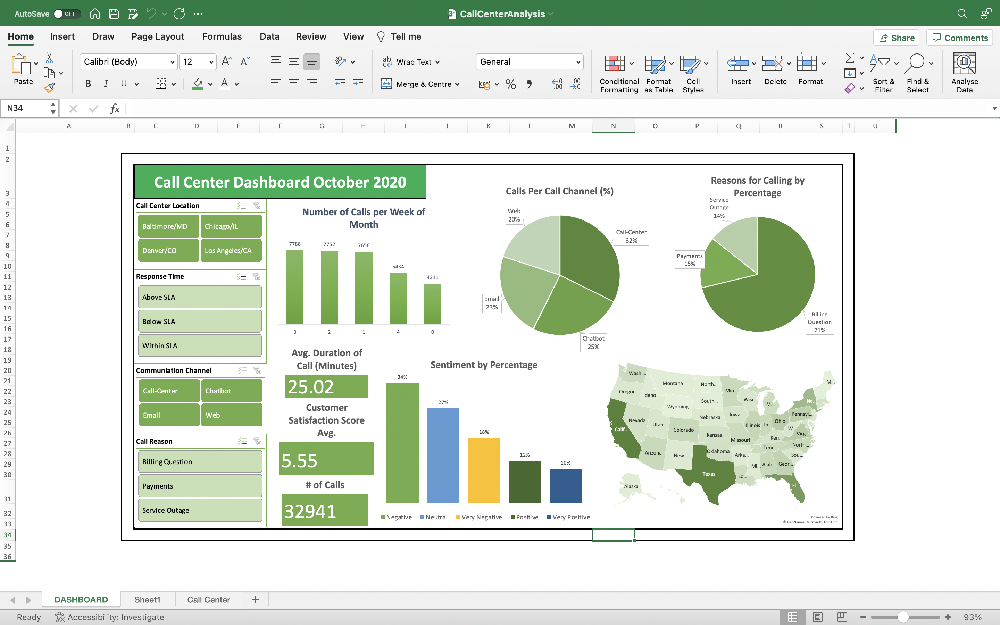 AutoSave OFF
CallCenterAnalysis
Home Insert Draw Page Layout Formulas Data Review View Tell me
Share Comments
Paste
Calibri (Body) 12
B I U
Wrap Text
Merge & Centre
General
Conditional Formatting
Format as Table
Cell Styles
Insert
Delete
Format
Sort & Filter
Find & Select
Analyse Data
N34 fx
A B C D E F G H I J K L M N O P Q R S T U
1
2
3
4
5
6
7
8
9
10
11
12
13
14
15
16
17
18
19
20
21
22
23
24
25
26
27
28
29
30
31
32
33
34
35
36
Call Center Dashboard October 2020
Call Center Location
Baltimore/MD Chicago/IL
Denver/CO Los Angeles/CA
Response Time
Above SLA
Below SLA
Within SLA
Communiation Channel
Call-Center Chatbot
Email Web
Call Reason
Billing Question
Payments
Service Outage
Number of Calls per Week of
Month
7788 7752 7656 5434 4311
3 2 1 4 0
Avg. Duration of
Call (Minutes)
25.02
Customer
Satisfaction Score
Avg.
5.55
# of Calls
32941
Calls Per Call Channel (%)
Web
20%
Call-Center
32%
Email
23%
Chatbot
25%
Reasons for Calling by
Percentage
Service
Outage
14%
Payments
15%
Billing
Question
71%
Sentiment by Percentage
34%
27%
18%
12%
10%
Negative Neutral Very Negative Positive Very Positive
Washi...
Montana
North...
Min...
M...
Oregon
Idaho
Wisc...
M...
Ne...
South...
Wyoming
Nebraska
Iowa
Pennsyl...
Nevada
Utah
Colorado
Illinois
In...
Ohio
Calif...
Kansas
Missouri
W...
Virg...
Ken...
Arizona
New...
Oklahoma
Arka...
Tenn...
North...
Sou...
Mi...
Alab...
Geor...
Texas
Lo...
Fl...
Alaska
Powered by Bing
© GeoNames, Microsoft, TomTom
DASHBOARD Sheet1 Call Center +
Ready Accessibility: Investigate
93%